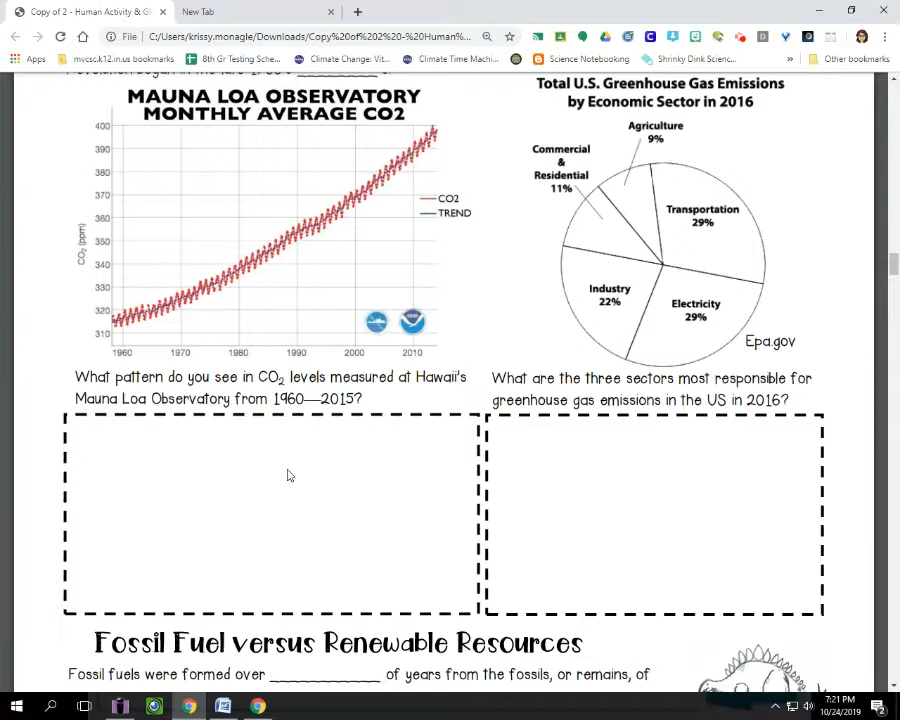 Copy of 2 - Human Activity & Gl
New Tab
File
C:/Users/krissy.monagle/Downloads/Copy%20of%202%20-%20Human%...
Apps
mvcsc.k12.in.us bookmarks
8th Gr Testing Sche...
Climate Change: Vit...
Climate Time Machi...
Science Notebooking
Shrinky Dink Scienc...
Other bookmarks
MAUNA LOA OBSERVATORY
MONTHLY AVERAGE CO2
400
390
380
370
360
350
340
330
320
310
CO₂ (ppm)
CO2
TREND
1960
1970
1980
1990
2000
2010
Total U.S. Greenhouse Gas Emissions
by Economic Sector in 2016
Agriculture
9%
Commercial
&
Residential
11%
Transportation
29%
Industry
22%
Electricity
29%
Epa.gov
What pattern do you see in CO₂ levels measured at Hawaii's
Mauna Loa Observatory from 1960—2015?
What are the three sectors most responsible for
greenhouse gas emissions in the US in 2016?
Fossil Fuel versus Renewable Resources
Fossil fuels were formed over ____________ of years from the fossils, or remains, of
7:21 PM
10/24/2019
2